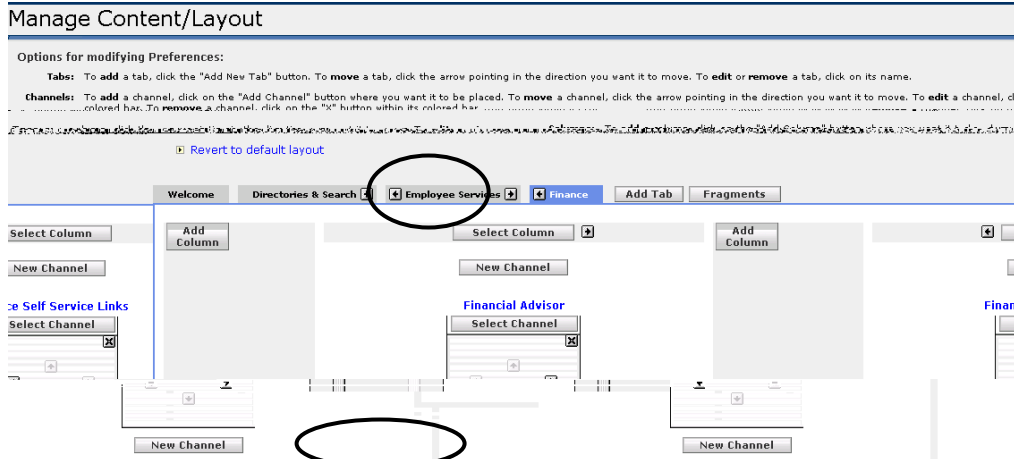 Manage Content/Layout
Options for modifying Preferences:
Tabs: To add a tab, click the "Add New Tab" button. To move a tab, click the arrow pointing in the direction you want it to move. To edit or remove a tab, click on its name.
Channels: To add a channel, click on the "Add Channel" button where you want it to be placed. To move a channel, click the arrow pointing in the direction you want it to move. To edit a channel, cl
colored bar. To remove a channel, click on the "X" button within its colored bar.
Revert to default layout
Welcome Directories & Search Employee Services Finance Add Tab Fragments
Select Column Add Column Select Column Add Column
New Channel New Channel
ce Self Service Links Financial Advisor Finan
Select Channel Select Channel
New Channel New Channel